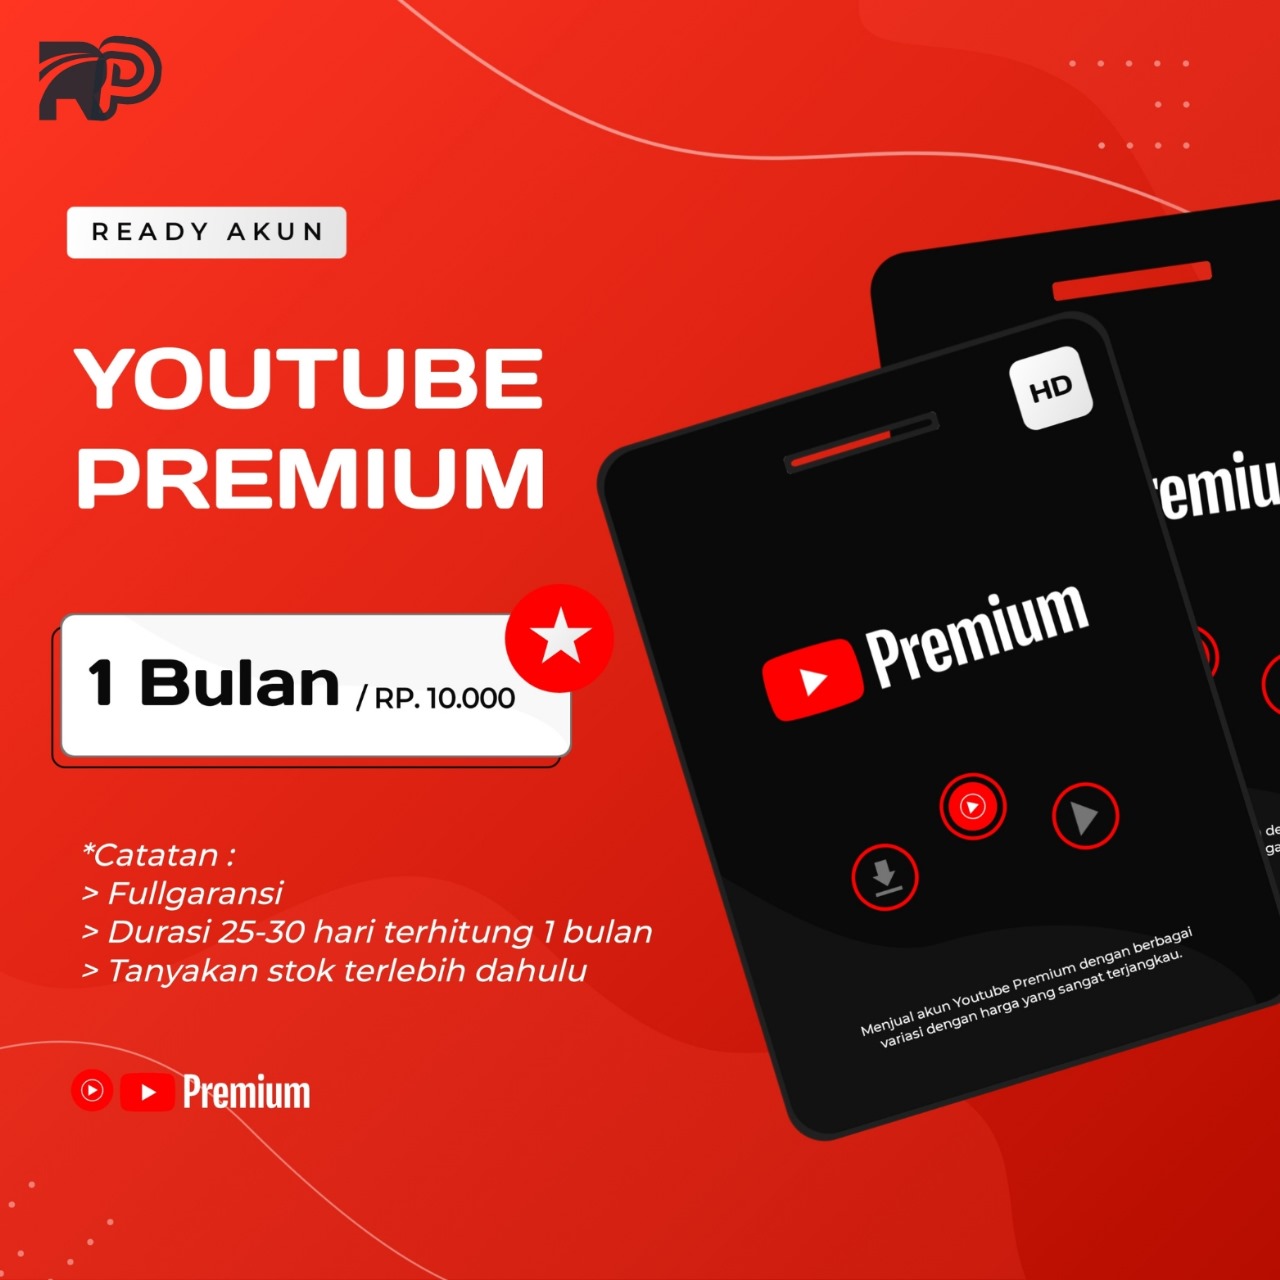 RP
READY AKUN
YOUTUBE
PREMIUM
1 Bulan / RP. 10.000
*Catatan :
> Fullgaransi
> Durasi 25-30 hari terhitung 1 bulan
> Tanyakan stok terlebih dahulu
Premium
HD
Premium
Menjual akun Youtube Premium dengan berbagai
variasi dengan harga yang sangat terjangkau.
remiu
de
ga